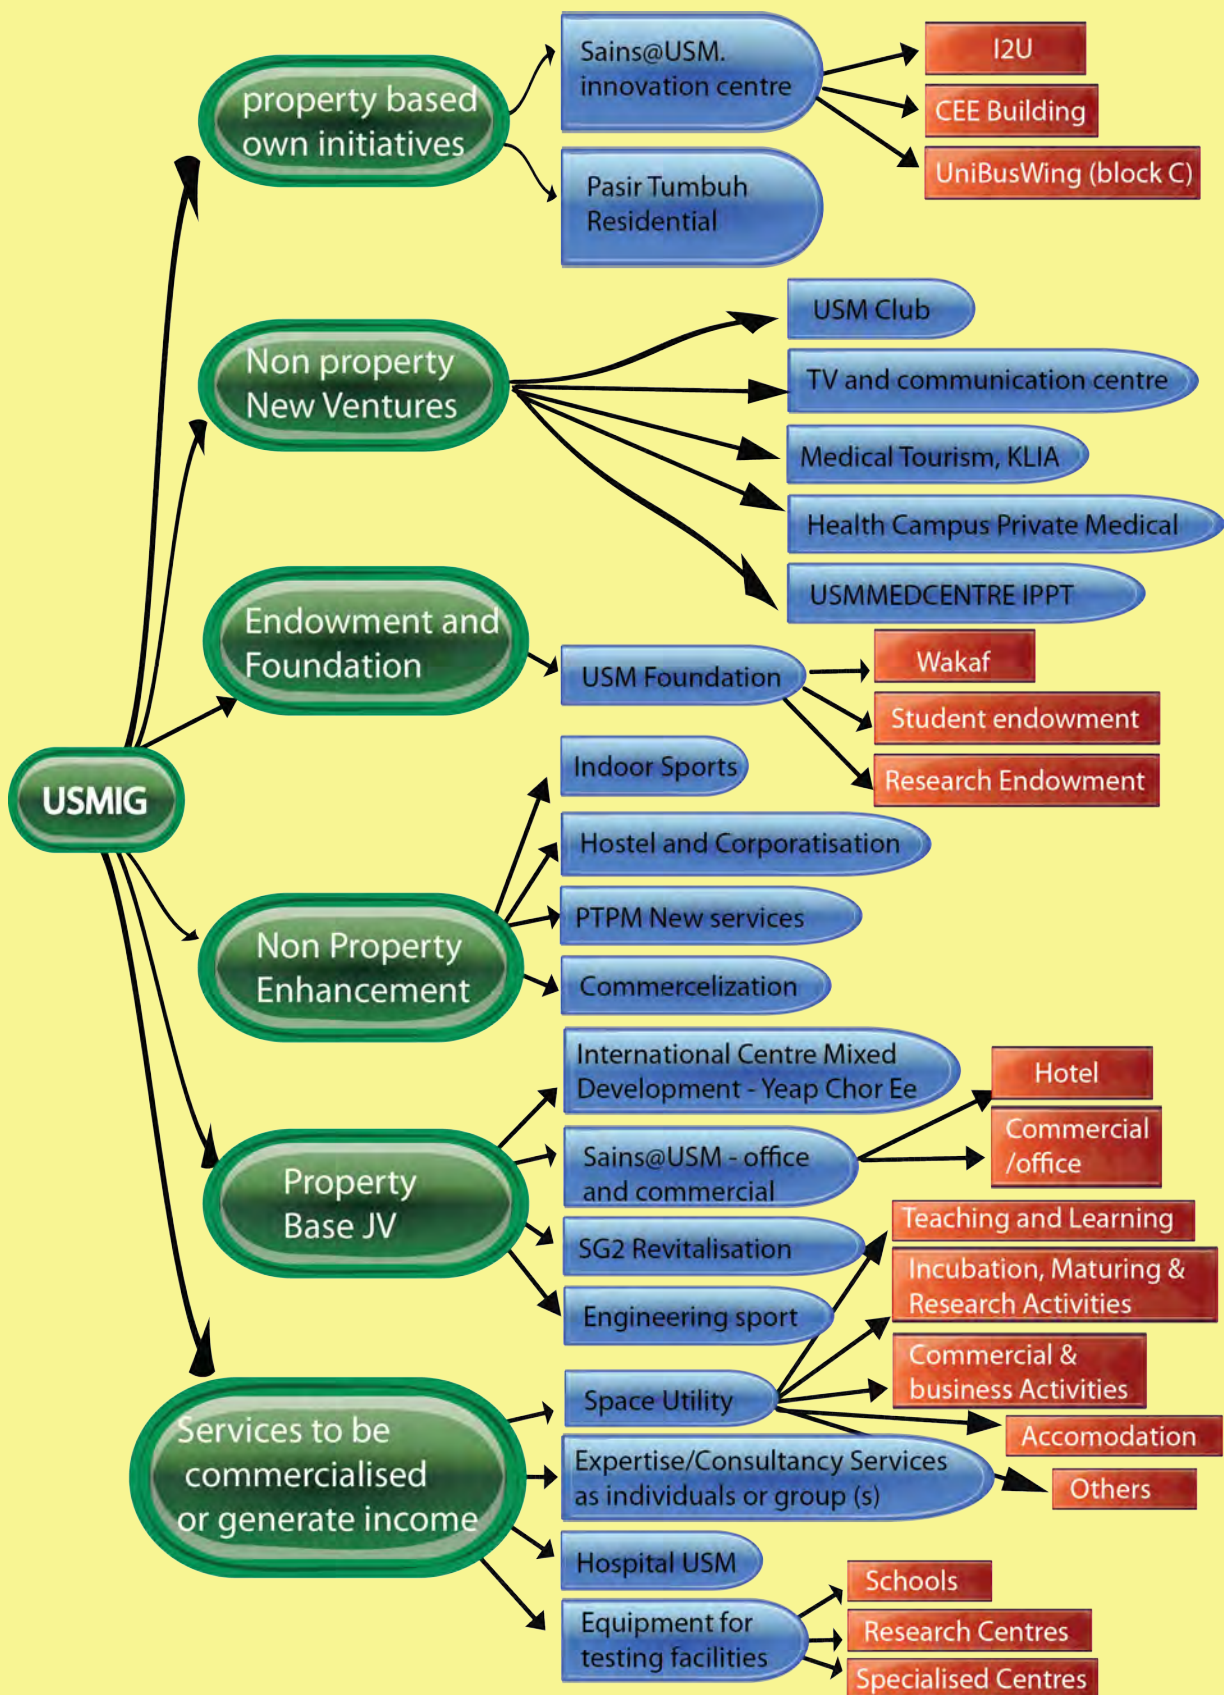 property based
own initiatives
Sains@USM.
innovation centre
I2U
CEE Building
UniBusWing (block C)
Pasir Tumbuh
Residential
Non property
New Ventures
USM Club
TV and communication centre
Medical Tourism, KLIA
Health Campus Private Medical
USMMEDCENTRE IPPT
Endowment and
Foundation
USM Foundation
Wakaf
Student endowment
Research Endowment
USMIG
Non Property
Enhancement
Indoor Sports
Hostel and Corporatisation
PTPM New services
Commercelization
Property
Base JV
International Centre Mixed
Development - Yeap Chor Ee
Sains@USM - office
and commercial
Hotel
Commercial
/office
SG2 Revitalisation
Engineering sport
Services to be
commercialised
or generate income
Space Utility
Teaching and Learning
Incubation, Maturing &
Research Activities
Commercial &
business Activities
Accomodation
Others
Expertise/Consultancy Services
as individuals or group (s)
Hospital USM
Equipment for
testing facilities
Schools
Research Centres
Specialised Centres